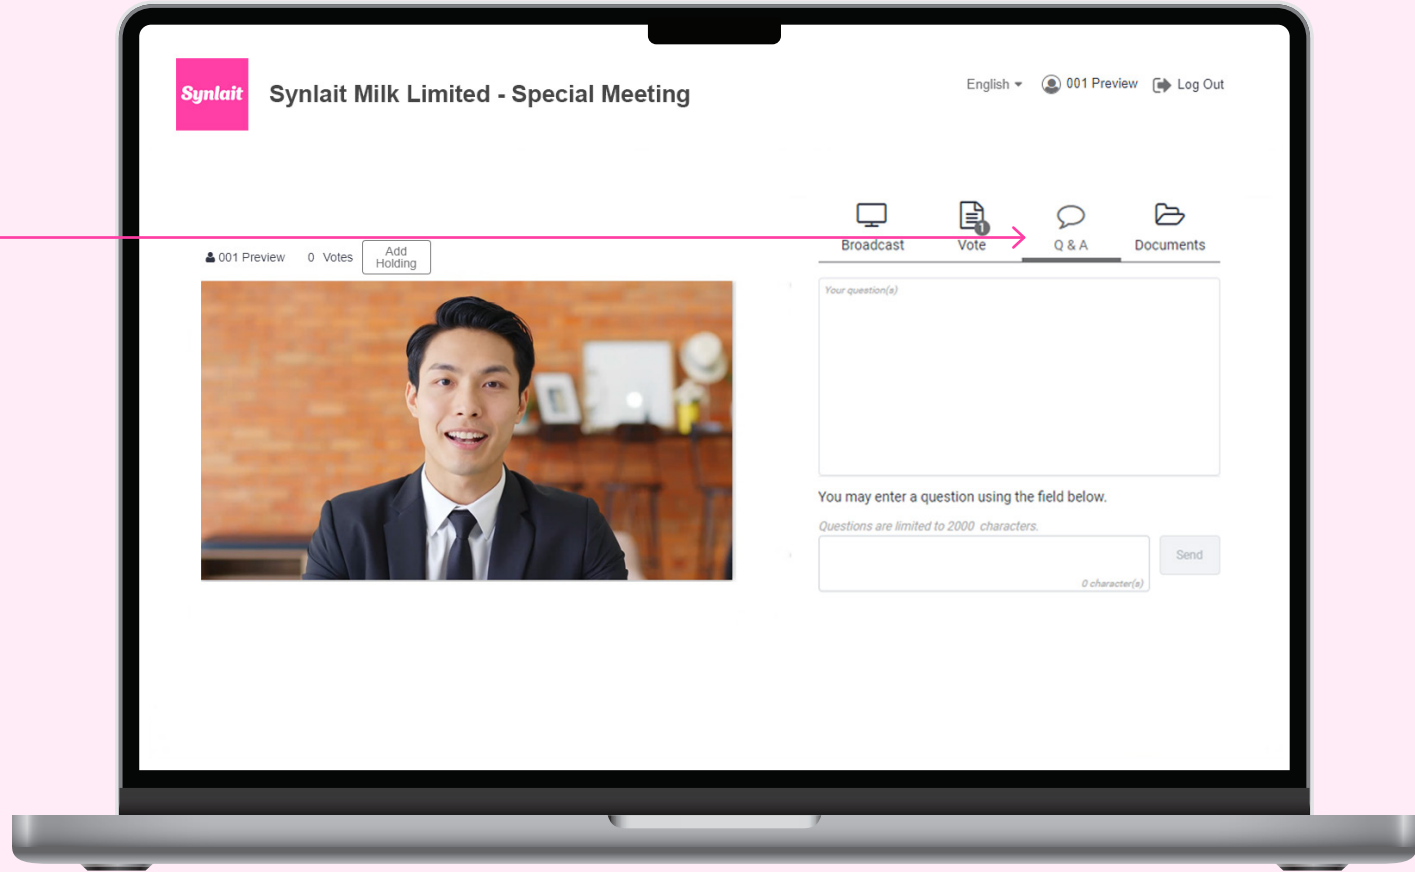 Synlait
Synlait Milk Limited - Special Meeting
English
001 Preview
Log Out
001 Preview
0 Votes
Add
Holding
Broadcast
1
Vote
Q & A
Documents
Your question(s)
You may enter a question using the field below.
Questions are limited to 2000 characters.
Send
0 character(s)